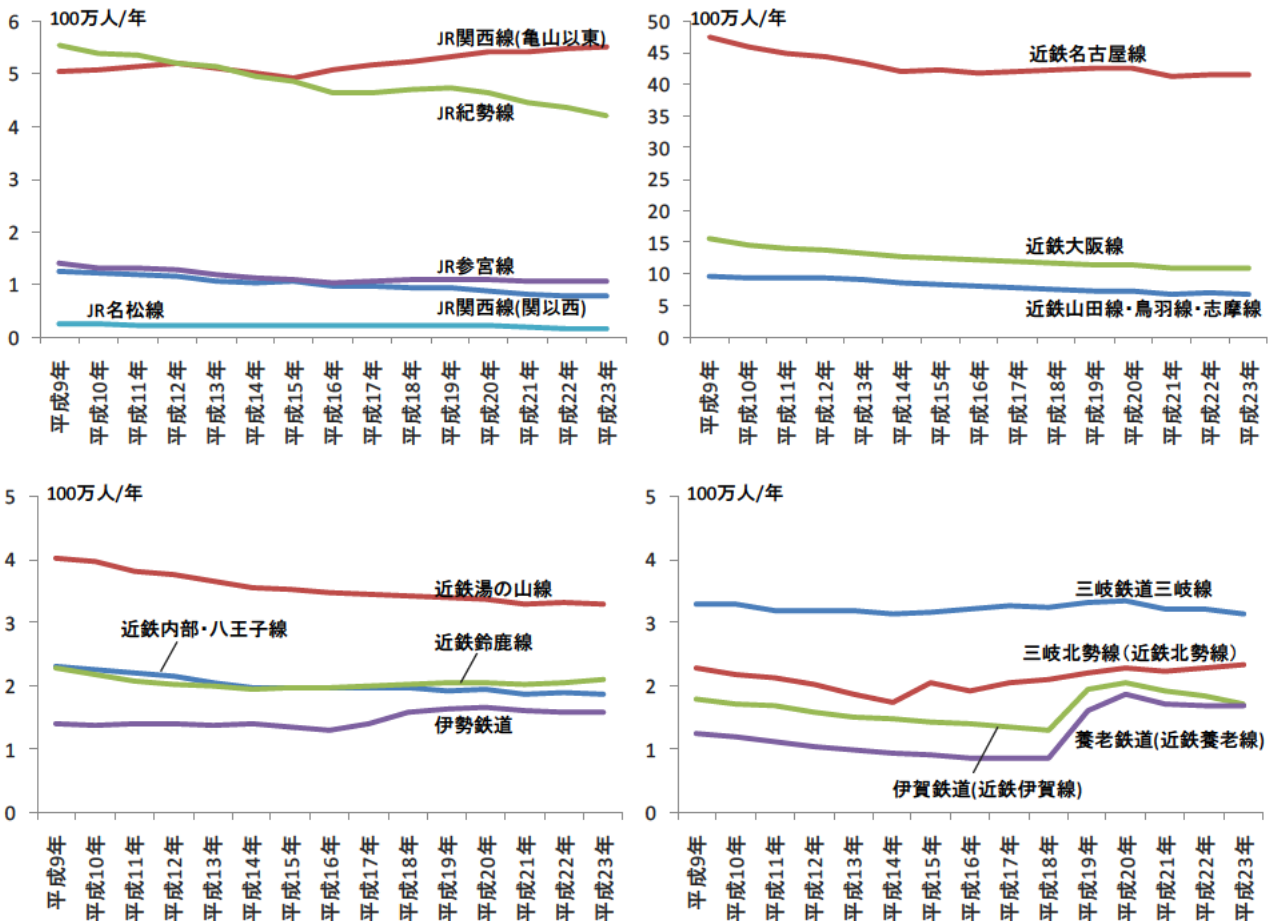 100万人/年
6
5
4
3
2
1
0
JR関西線(亀山以東)
JR紀勢線
JR参宮線
JR関西線(関以西)
JR名松線
平成9年
平成10年
平成11年
平成12年
平成13年
平成14年
平成15年
平成16年
平成17年
平成18年
平成19年
平成20年
平成21年
平成22年
平成23年
100万人/年
50
45
40
35
30
25
20
15
10
5
0
近鉄名古屋線
近鉄大阪線
近鉄山田線・鳥羽線・志摩線
平成9年
平成10年
平成11年
平成12年
平成13年
平成14年
平成15年
平成16年
平成17年
平成18年
平成19年
平成20年
平成21年
平成22年
平成23年
100万人/年
5
4
3
2
1
0
近鉄湯の山線
近鉄内部・八王子線
近鉄鈴鹿線
伊勢鉄道
平成9年
平成10年
平成11年
平成12年
平成13年
平成14年
平成15年
平成16年
平成17年
平成18年
平成19年
平成20年
平成21年
平成22年
平成23年
100万人/年
5
4
3
2
1
0
三岐鉄道三岐線
三岐北勢線(近鉄北勢線)
養老鉄道(近鉄養老線)
伊賀鉄道(近鉄伊賀線)
平成9年
平成10年
平成11年
平成12年
平成13年
平成14年
平成15年
平成16年
平成17年
平成18年
平成19年
平成20年
平成21年
平成22年
平成23年